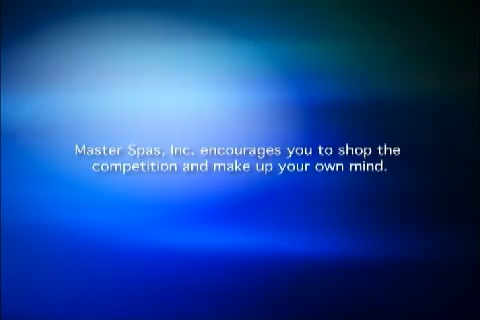 Master Spas, Inc. encourages you to shop the
competition and make up your own mind.